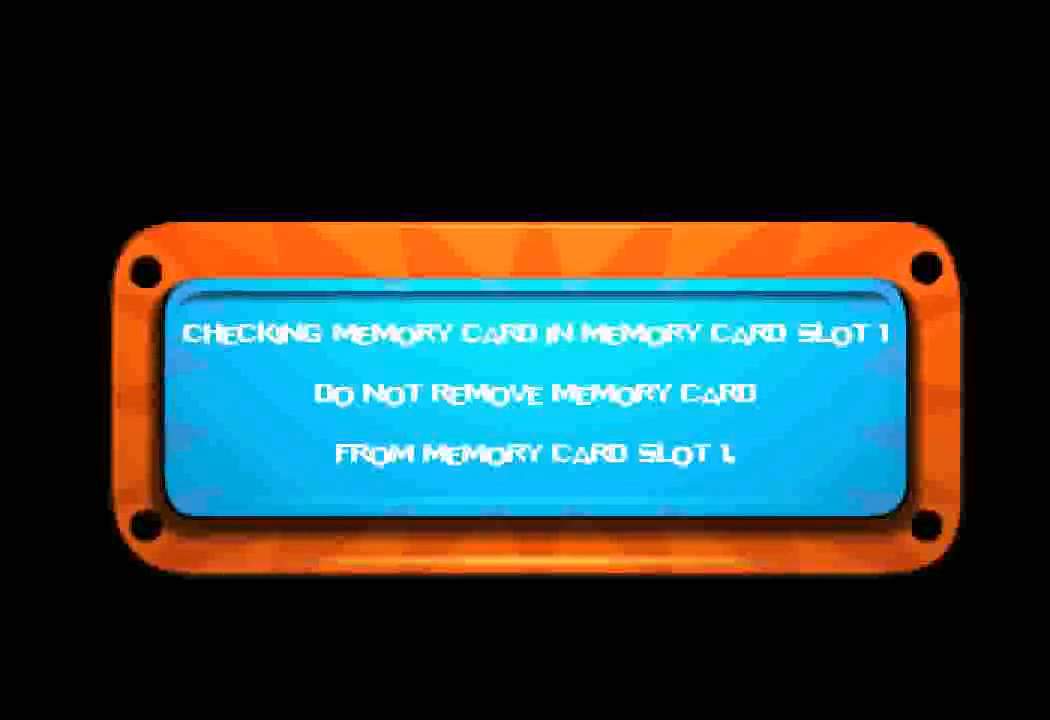 CHECKING MEMORY CARD IN MEMORY CARD SLOT 1
DO NOT REMOVE MEMORY CARD
FROM MEMORY CARD SLOT 1.